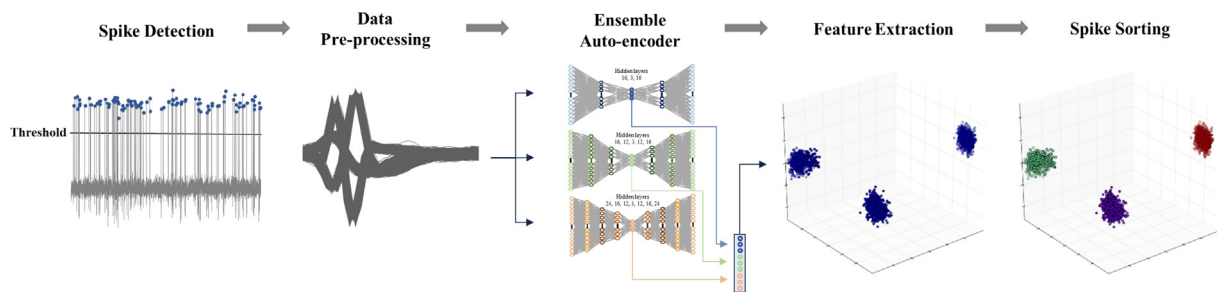 Spike Detection
Data
Pre-processing
Ensemble
Auto-encoder
Feature Extraction
Spike Sorting
Threshold
Hidden layers
16, 3, 16
Hidden layers
16, 12, 3, 12, 16
Hidden layers
24, 16, 12, 3, 12, 16, 24